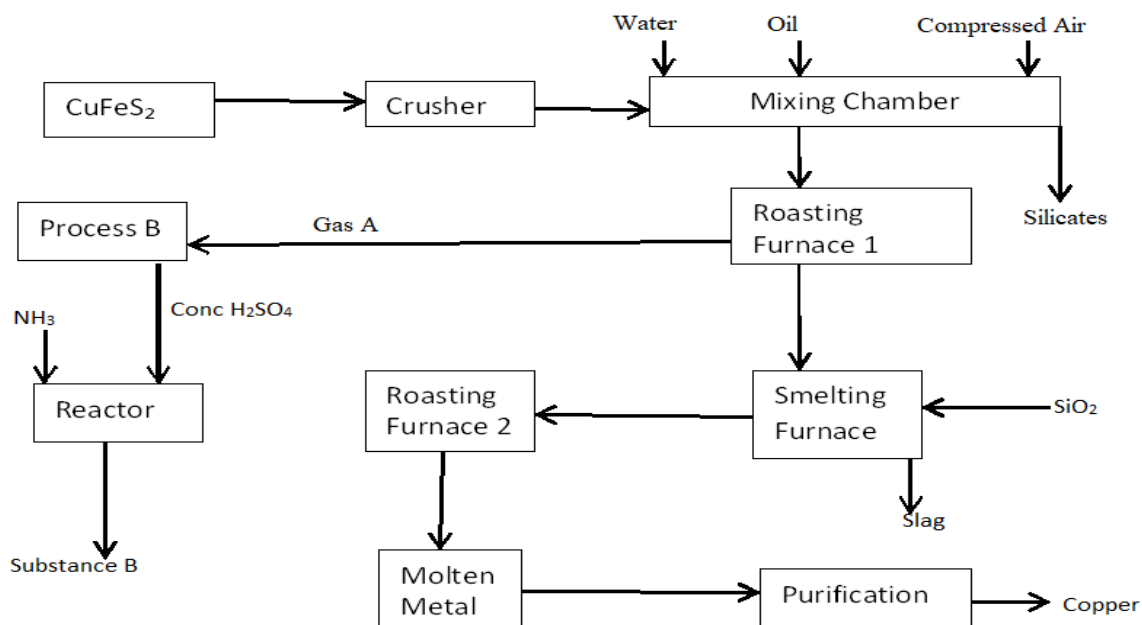 Water
Oil
Compressed Air
CuFeS₂
Crusher
Mixing Chamber
Process B
Gas A
Roasting
Furnace 1
Silicates
NH₃
Conc H₂SO₄
Reactor
Roasting
Furnace 2
Smelting
Furnace
SiO₂
Slag
Substance B
Molten
Metal
Purification
Copper